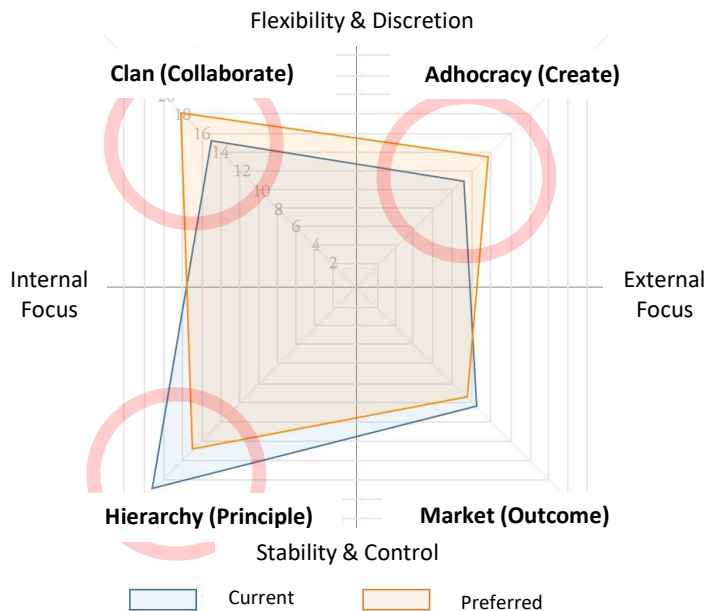 Flexibility & Discretion
Clan (Collaborate)
Adhocracy (Create)
20
18
16
14
12
10
8
6
4
2
Internal
Focus
External
Focus
Hierarchy (Principle)
Market (Outcome)
Stability & Control
Current
Preferred